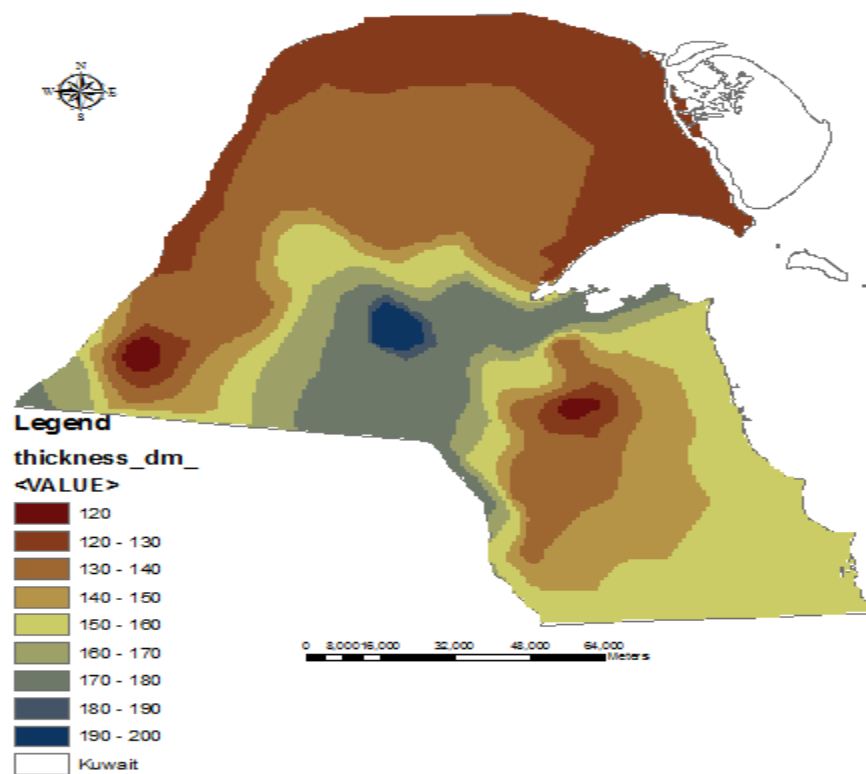 N
W E
S
Legend
thickness_dm_
<VALUE>
120
120 - 130
130 - 140
140 - 150
150 - 160
160 - 170
170 - 180
180 - 190
190 - 200
Kuwait
0 8,000 16,000 32,000 48,000 64,000
Meters